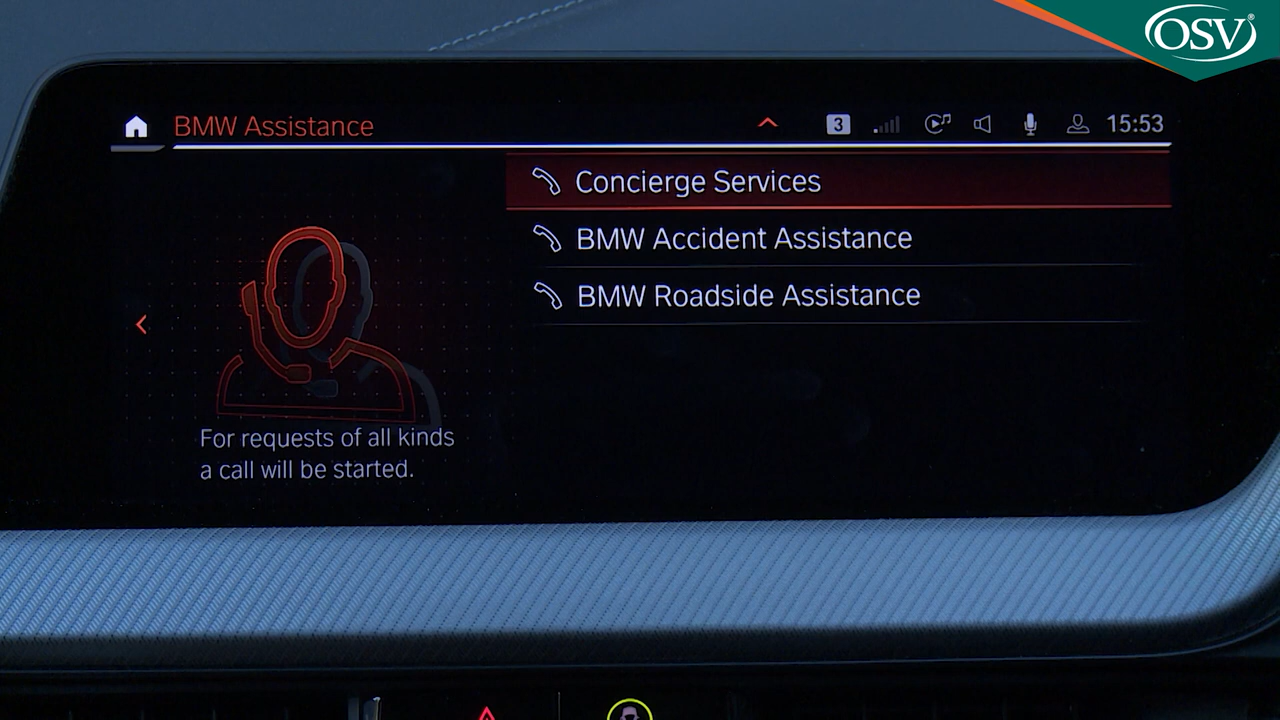 OSV®
BMW Assistance
3
15:53
Concierge Services
BMW Accident Assistance
BMW Roadside Assistance
For requests of all kinds
a call will be started.